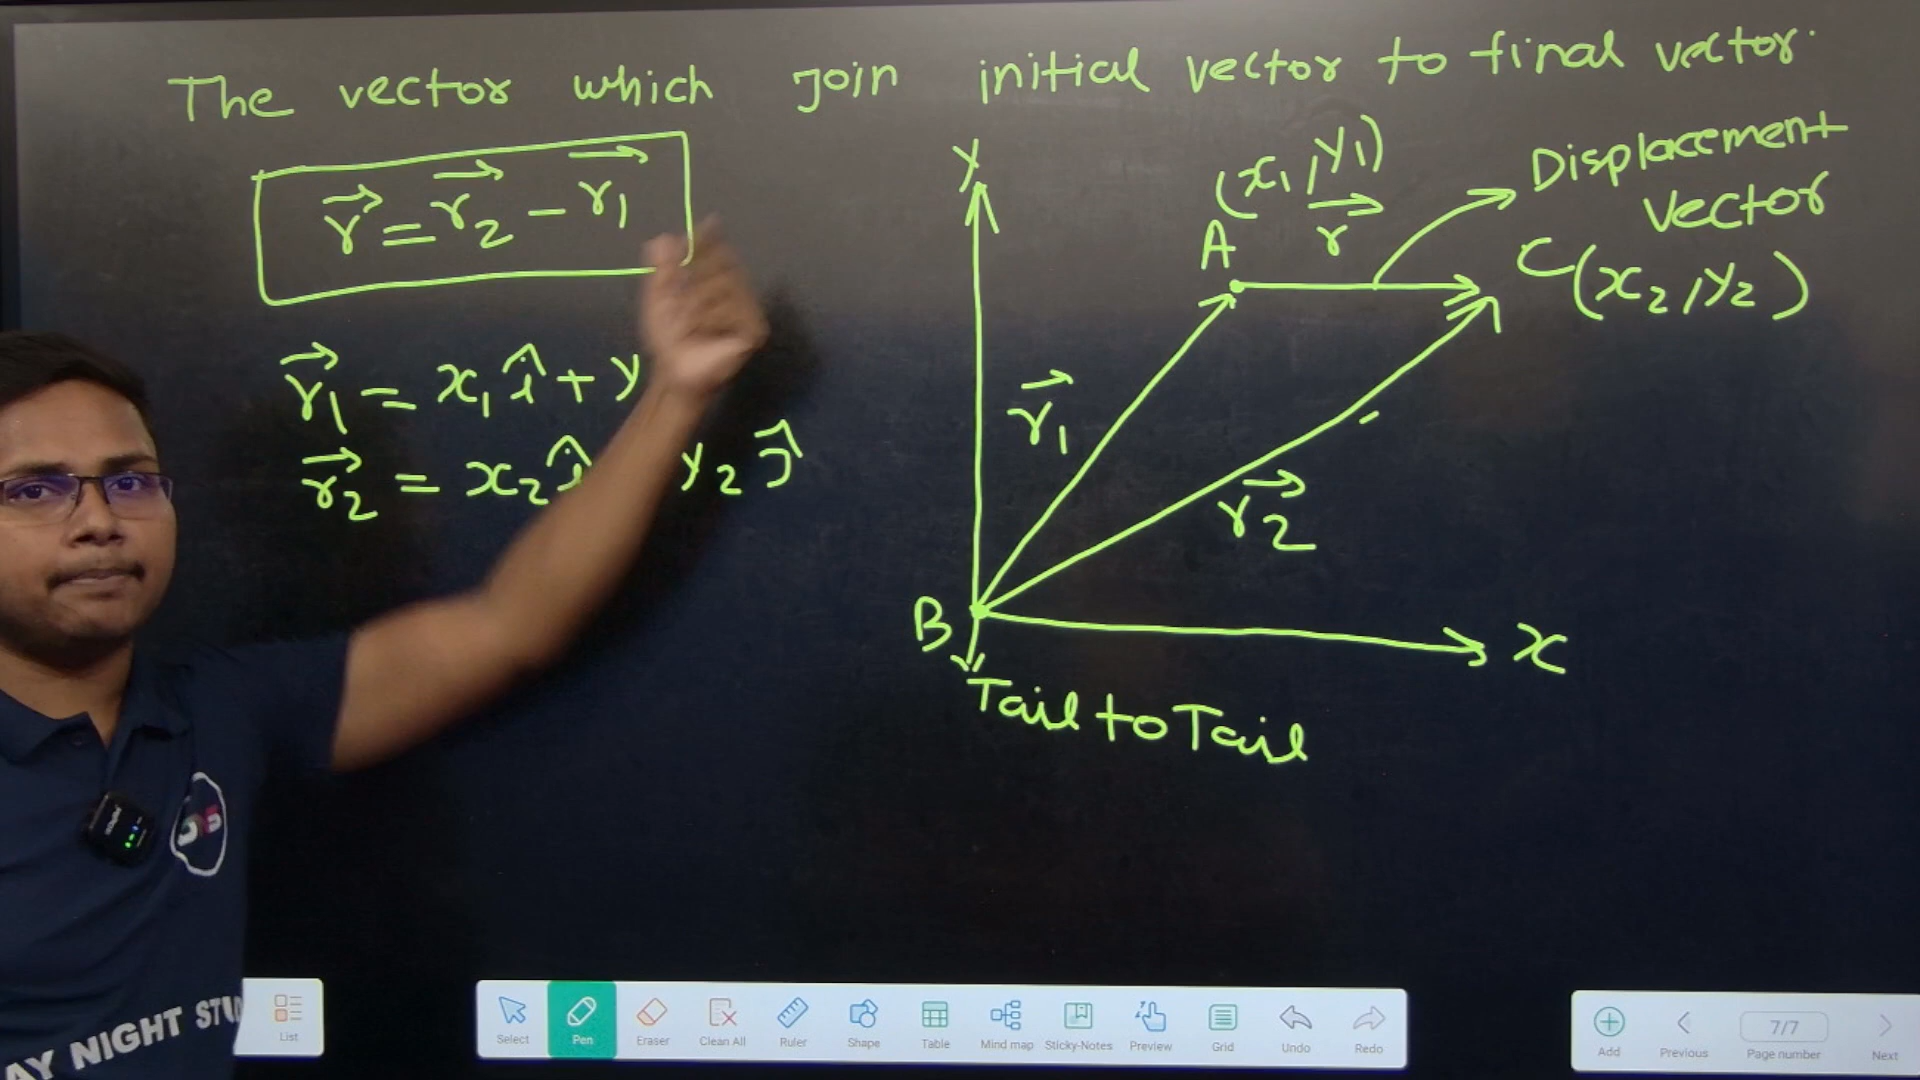 The vector which Join initial vector to final vector.
r⃗ = r⃗₂ − r⃗₁
r⃗₁ = x₁ î + y
r⃗₂ = x₂ î y₂ ĵ
Y
(x₁, y₁)
A
r⃗
Displacement
vector
C(x₂, y₂)
r⃗₁
r⃗₂
B
x
Tail to Tail
AY NIGHT STU
List
Select
Pen
Eraser
Clean All
Ruler
Shape
Table
Mind map
Sticky-Notes
Preview
Grid
Undo
Redo
Add
Previous
7/7
Page number
Next